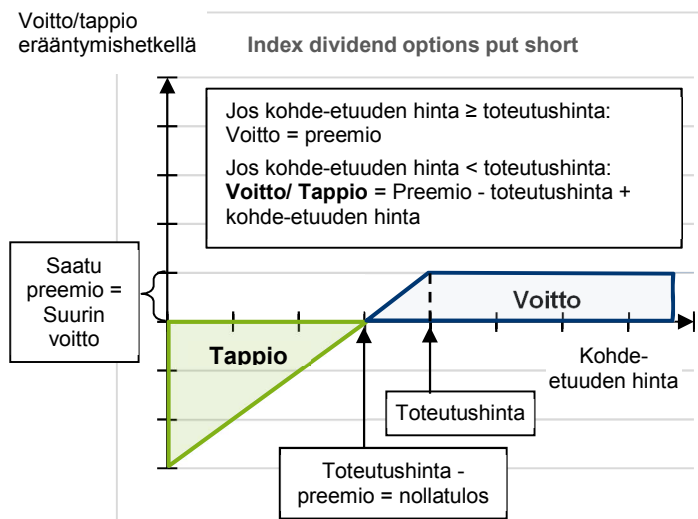 Voitto/tappio
erääntymishetkellä
Index dividend options put short
Jos kohde-etuuden hinta ≥ toteutushinta:
Voitto = preemio
Jos kohde-etuuden hinta < toteutushinta:
Voitto/ Tappio = Preemio - toteutushinta +
kohde-etuuden hinta
Saatu
preemio =
Suurin
voitto
Voitto
Tappio
Kohde-
etuuden hinta
Toteutushinta
Toteutushinta -
preemio = nollatulos